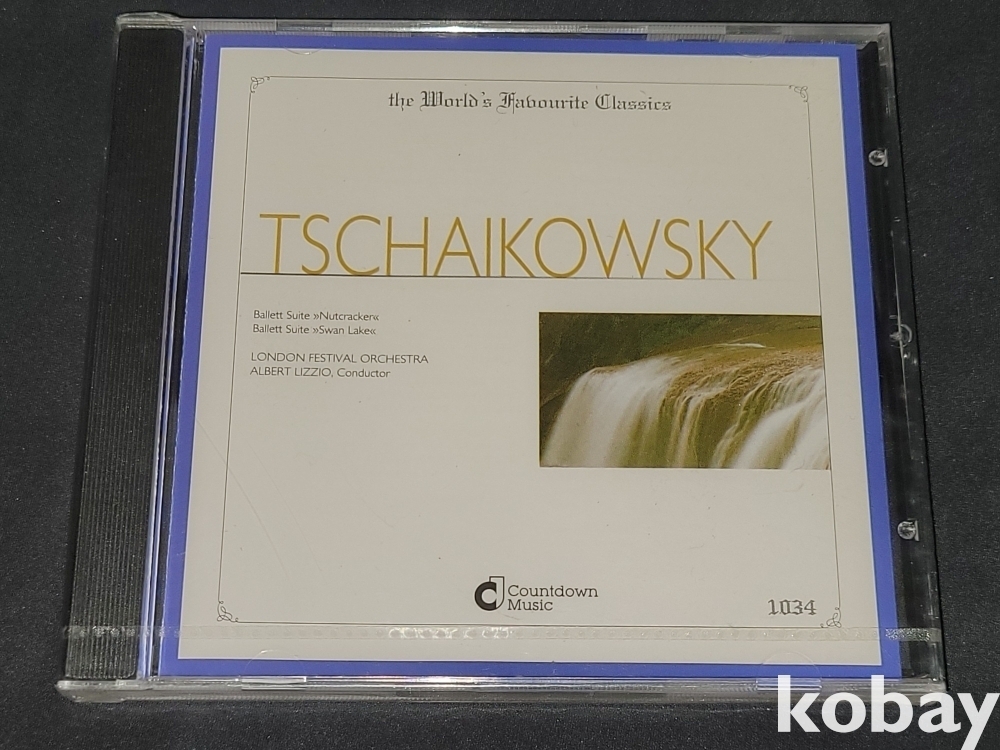 the World's Favourite Classics
TSCHAIKOWSKY
Ballett Suite »Nutcracker«
Ballett Suite »Swan Lake«
LONDON FESTIVAL ORCHESTRA
ALBERT LIZZIO, Conductor
Countdown
Music
1034
kobay